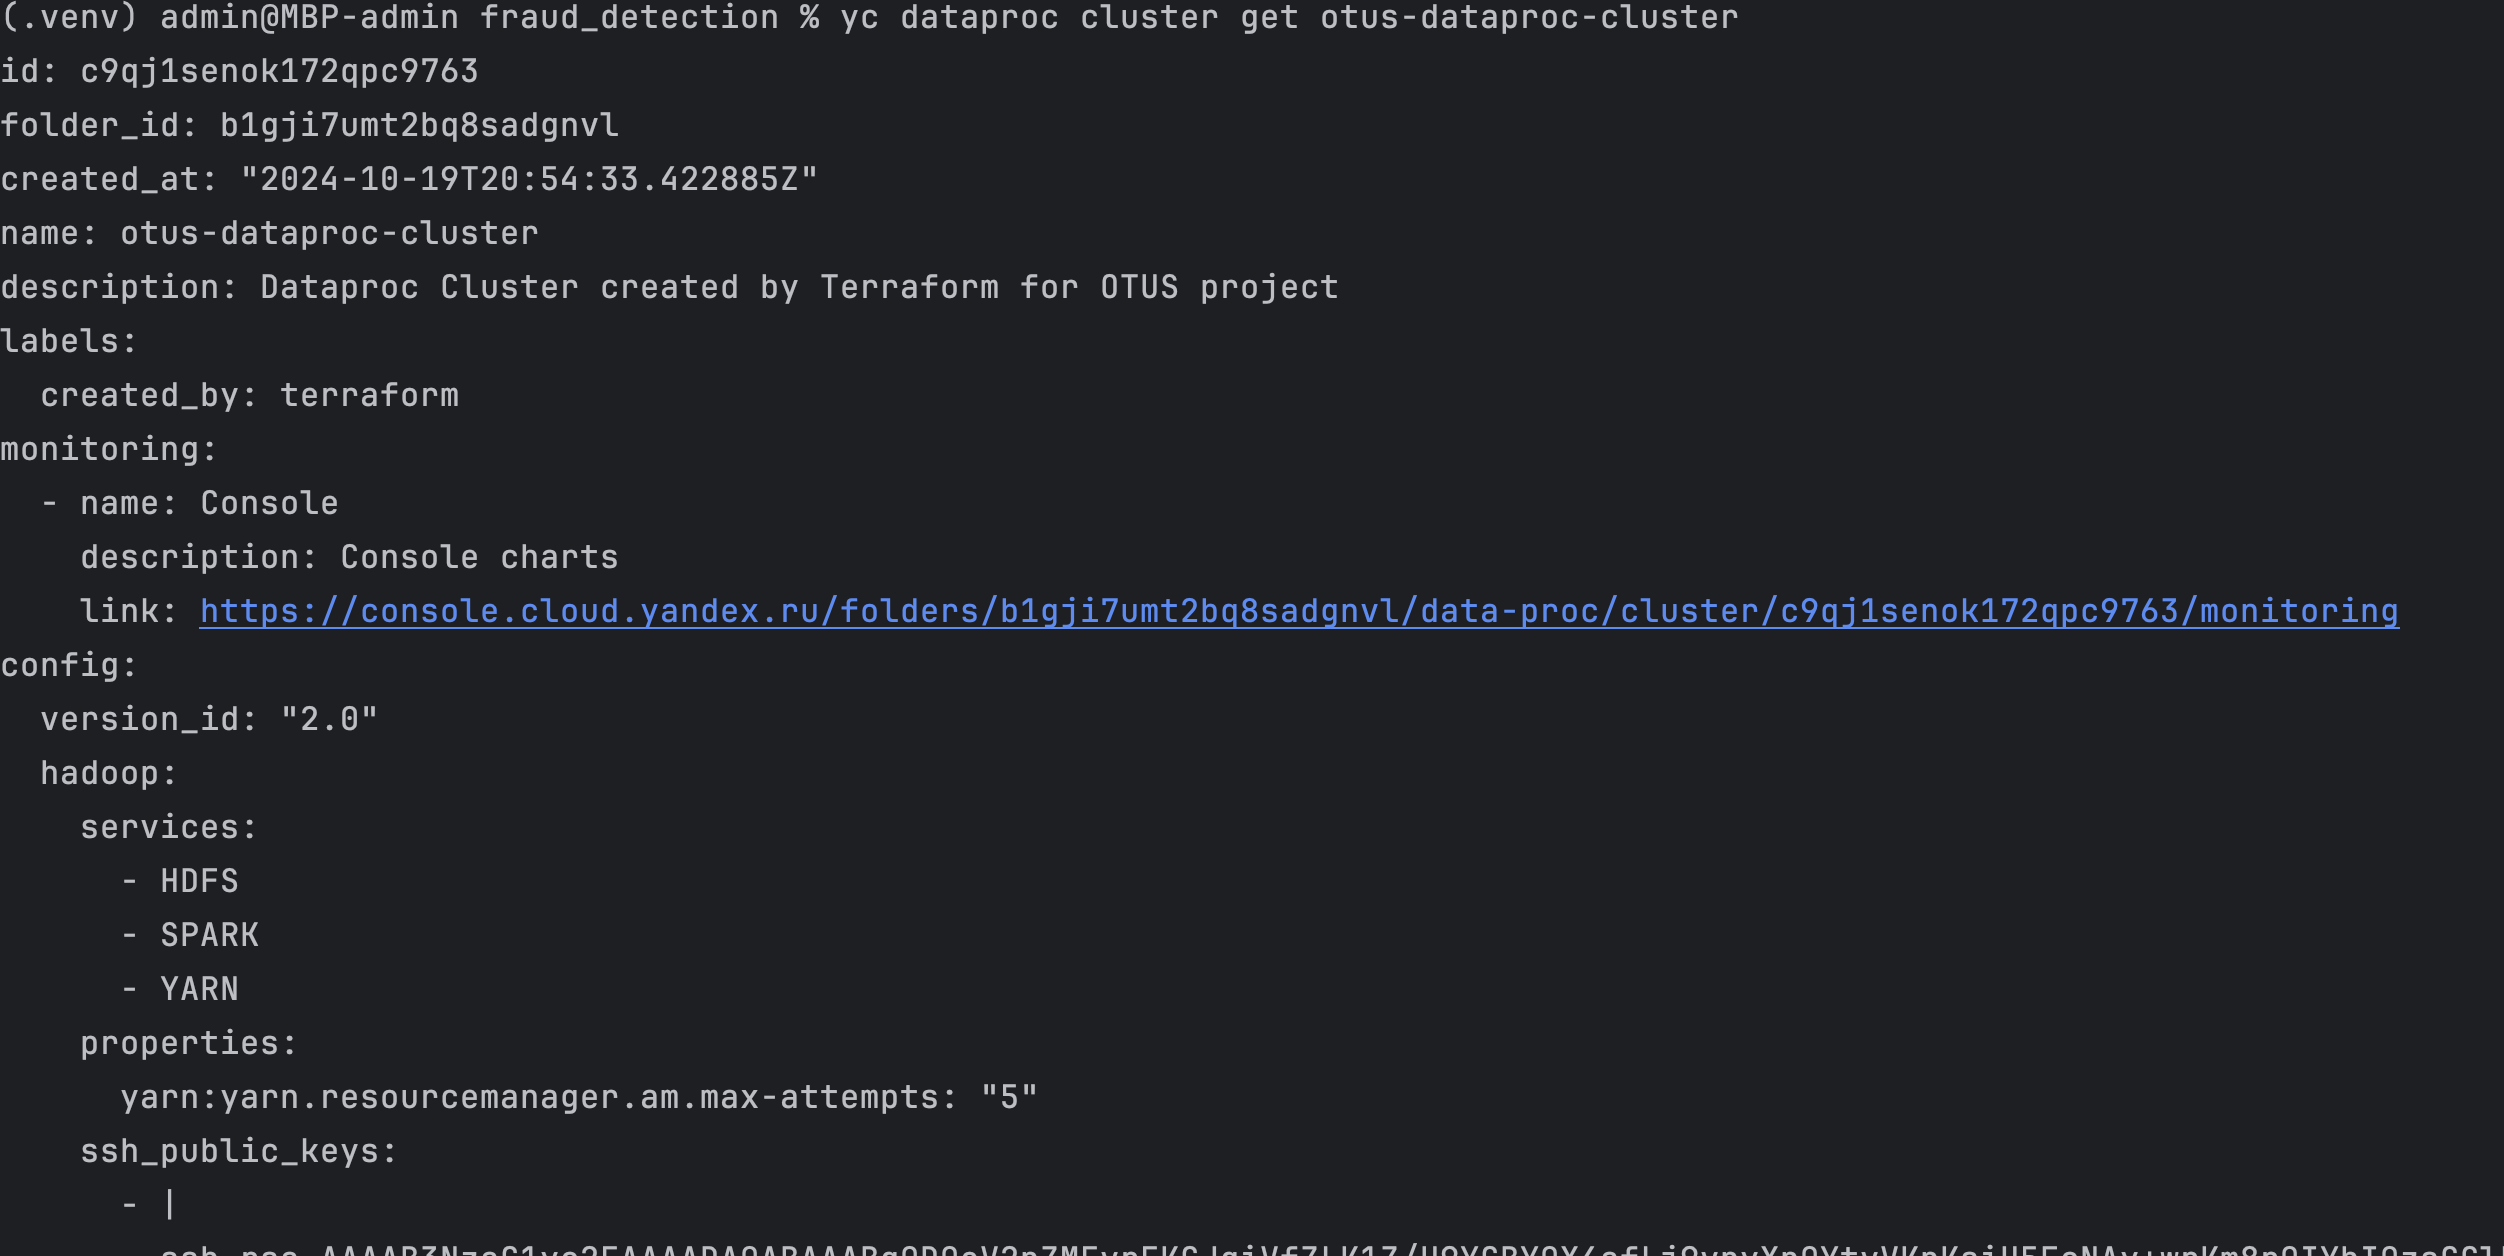 (.venv) admin@MBP-admin fraud_detection % yc dataproc cluster get otus-dataproc-cluster
id: c9qj1senok172qpc9763
folder_id: b1gji7umt2bq8sadgnvl
created_at: "2024-10-19T20:54:33.422885Z"
name: otus-dataproc-cluster
description: Dataproc Cluster created by Terraform for OTUS project
labels:
  created_by: terraform
monitoring:
  - name: Console
    description: Console charts
    link: https://console.cloud.yandex.ru/folders/b1gji7umt2bq8sadgnvl/data-proc/cluster/c9qj1senok172qpc9763/monitoring
config:
  version_id: "2.0"
  hadoop:
    services:
      - HDFS
      - SPARK
      - YARN
    properties:
      yarn:yarn.resourcemanager.am.max-attempts: "5"
    ssh_public_keys:
      - |
        ssh-rsa